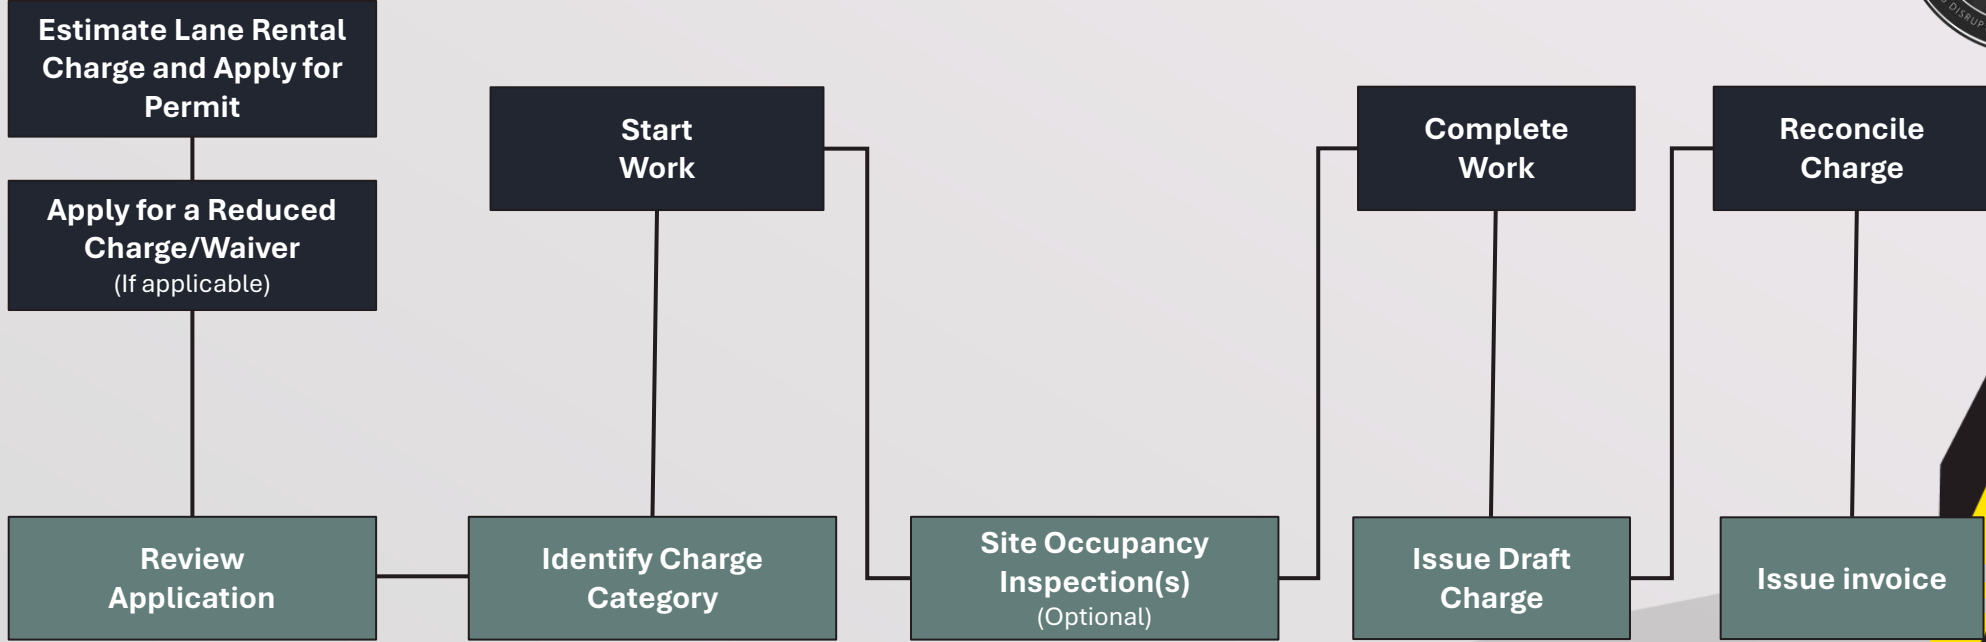 Estimate Lane Rental
Charge and Apply for
Permit
Apply for a Reduced
Charge/Waiver
(If applicable)
Review
Application
Start
Work
Identify Charge
Category
Site Occupancy
Inspection(s)
(Optional)
Complete
Work
Issue Draft
Charge
Reconcile
Charge
Issue invoice